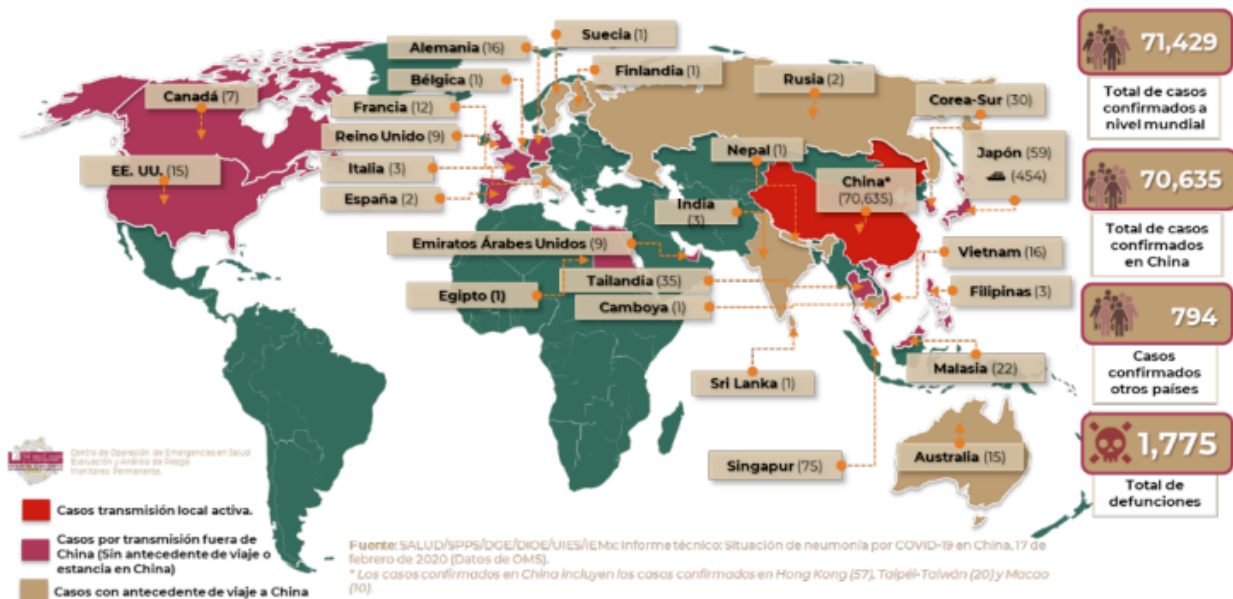 Suecia (1)
Alemania (16)
Finlandia (1)
Bélgica (1)
Rusia (2)
Canadá (7)
Francia (12)
Corea-Sur (30)
Reino Unido (9)
Nepal (1)
Japón (59)
(454)
EE. UU. (15)
Italia (3)
China*
(70,635)
España (2)
India
(3)
Emiratos Árabes Unidos (9)
Vietnam (16)
Tailandia (35)
Egipto (1)
Filipinas (3)
Camboya (1)
Malasia (22)
Sri Lanka (1)
Singapur (75)
Australia (15)
71,429
Total de casos
confirmados a
nivel mundial
70,635
Total de casos
confirmados
en China
794
Casos
confirmados
otros países
1,775
Total de
defunciones
Centro de Operación de Emergencias en Salud
Evaluación y Análisis de Riesgo
Monitoreo Permanente.
Casos transmisión local activa.
Casos por transmisión fuera de
China (Sin antecedente de viaje o
estancia en China)
Casos con antecedente de viaje a China
Fuente: SALUD/SPPS/DGE/DIOE/UIES/IEMx: Informe técnico: Situación de neumonía por COVID-19 en China, 17 de
febrero de 2020 (Datos de OMS).
* Los casos confirmados en China incluyen los casos confirmados en Hong Kong (57), Taipéi-Taiwán (20) y Macao
(10).